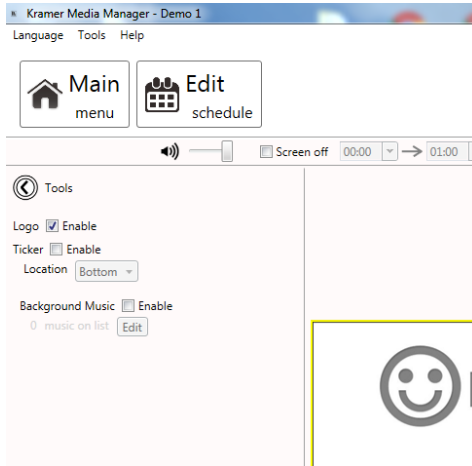 Kramer Media Manager - Demo 1
Language Tools Help
Main
menu
Edit
schedule
Screen off 00:00 01:00
Tools
Logo Enable
Ticker Enable
Location Bottom
Background Music Enable
0 music on list Edit